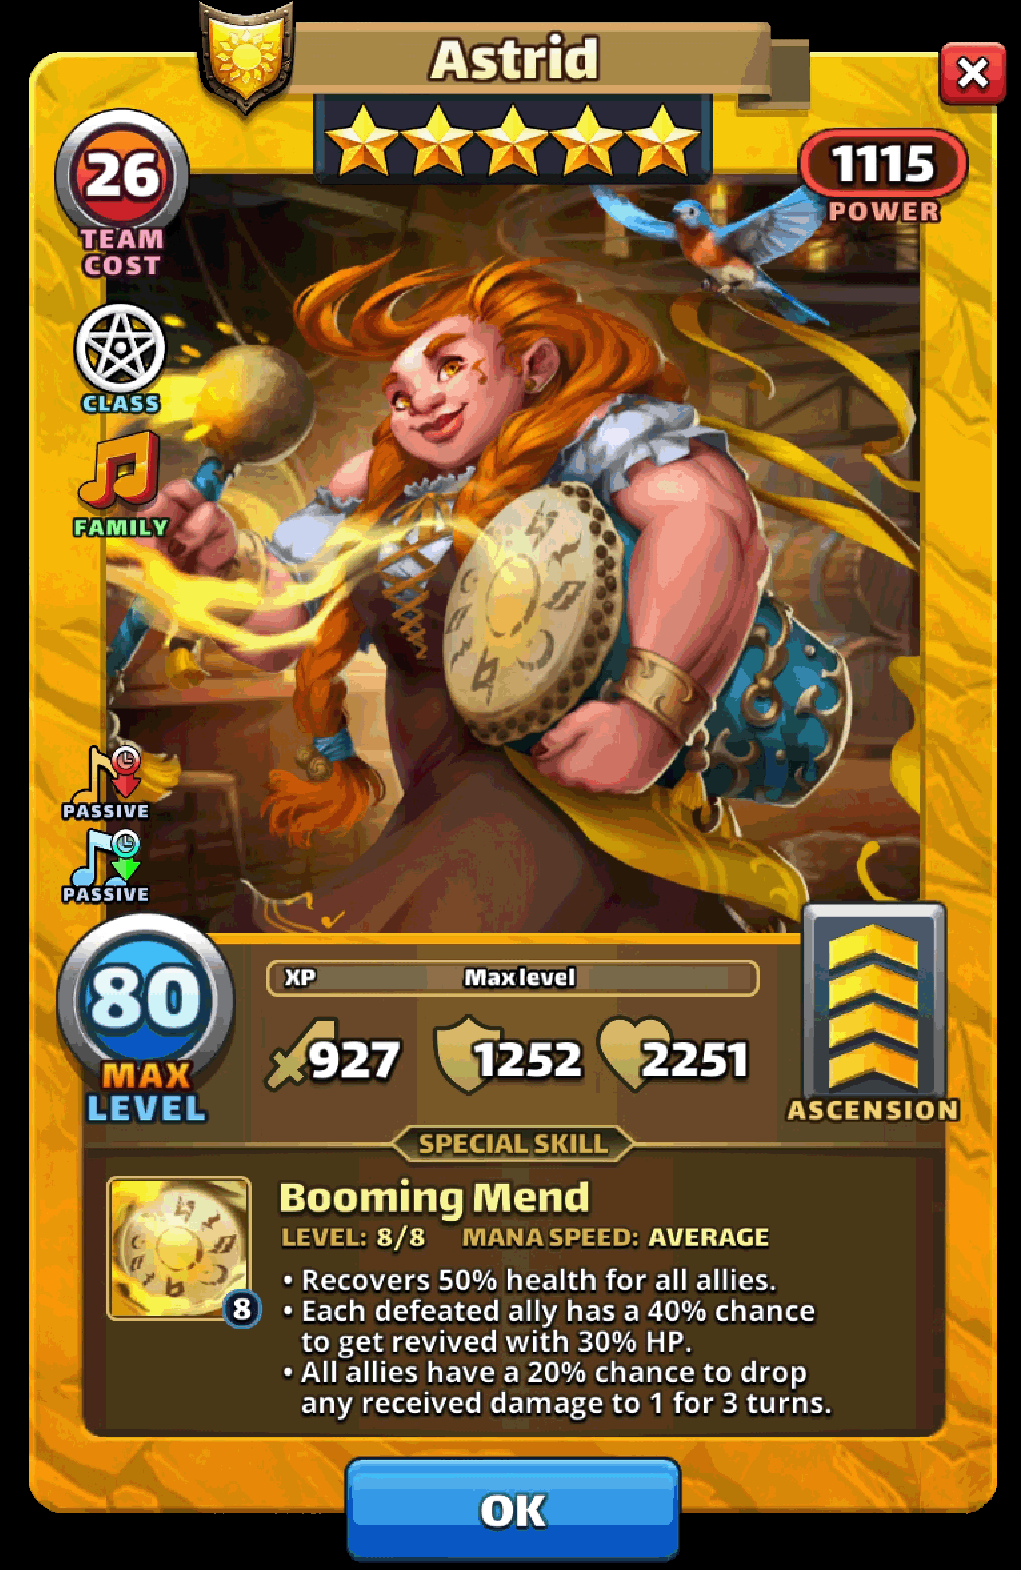 Astrid
26
TEAM
COST
1115
POWER
CLASS
FAMILY
PASSIVE
PASSIVE
80
MAX
LEVEL
XP Max level
927 1252 2251
ASCENSION
SPECIAL SKILL
Booming Mend
LEVEL: 8/8 MANA SPEED: AVERAGE
8
• Recovers 50% health for all allies.
• Each defeated ally has a 40% chance
to get revived with 30% HP.
• All allies have a 20% chance to drop
any received damage to 1 for 3 turns.
OK